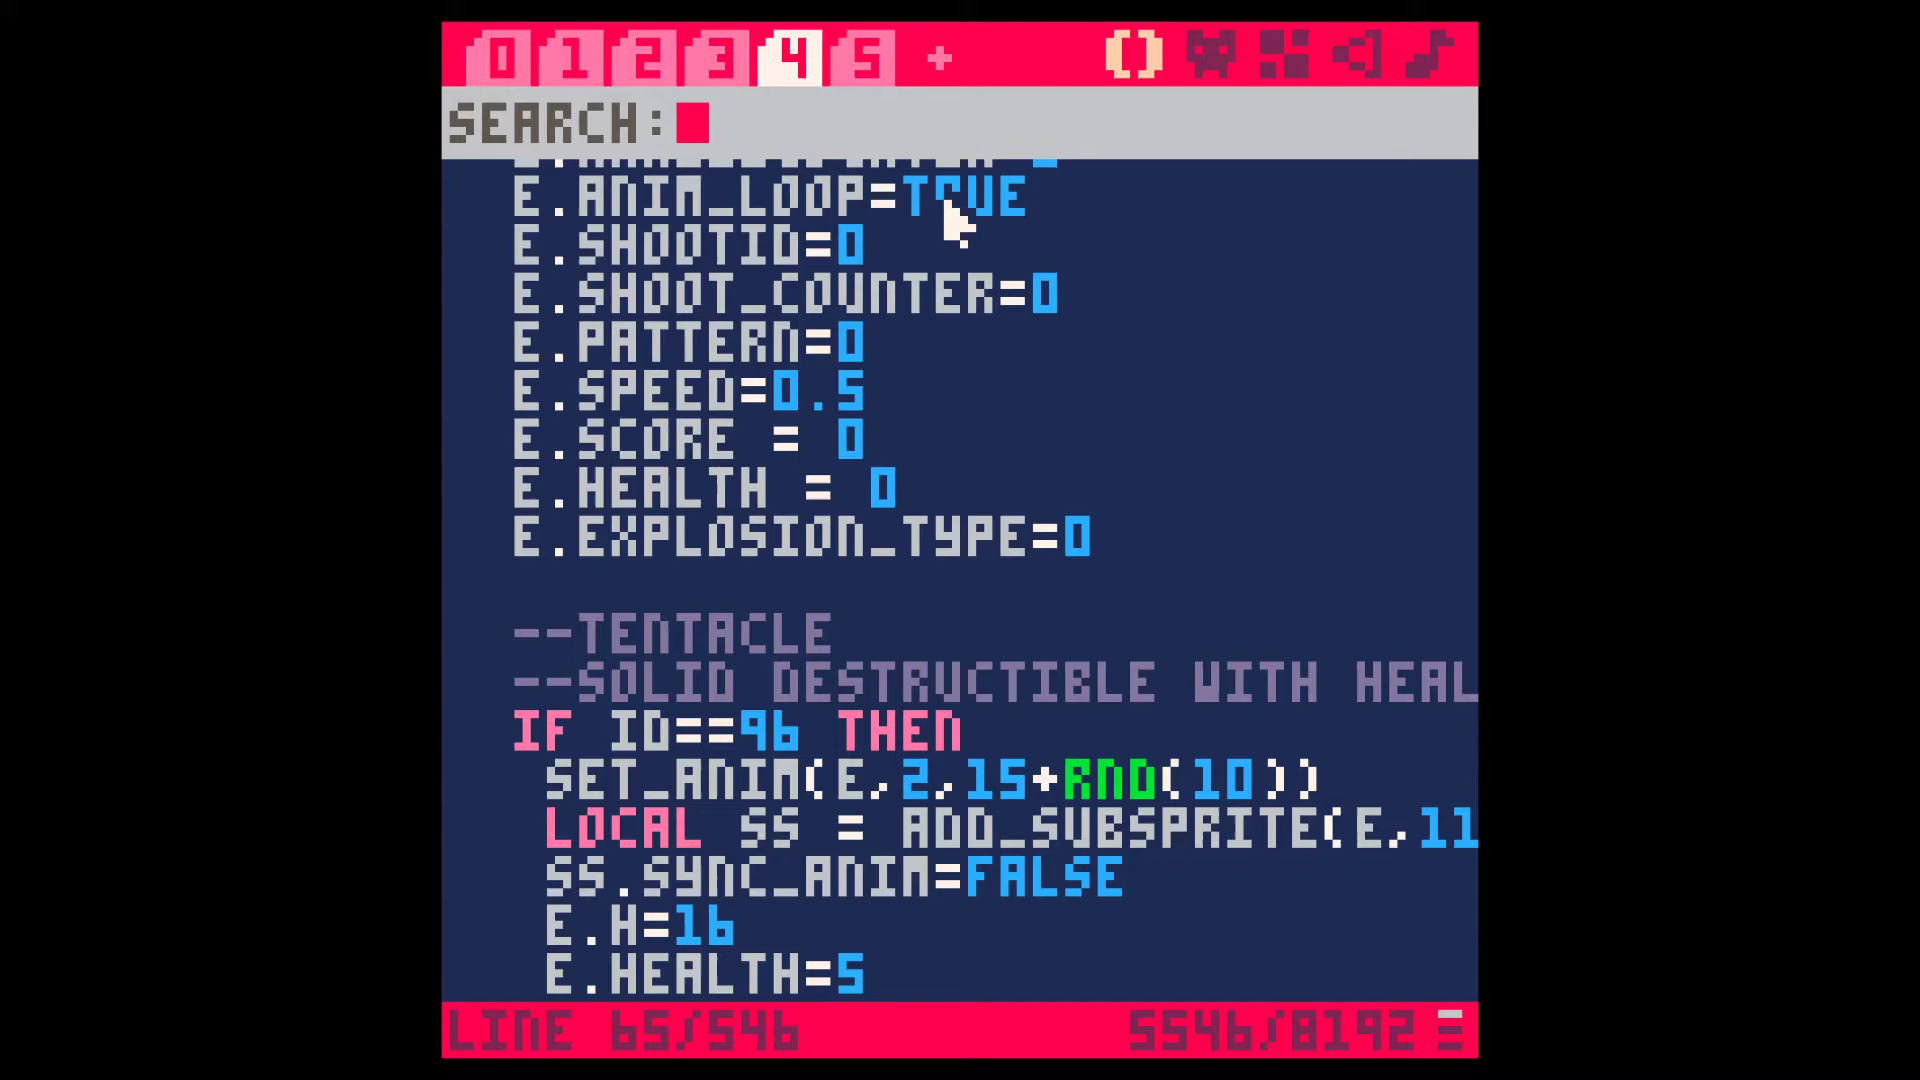 0 1 2 3 4 5 +
SEARCH:
E.ANIM_LOOP=TRUE
E.SHOOTID=0
E.SHOOT_COUNTER=0
E.PATTERN=0
E.SPEED=0.5
E.SCORE = 0
E.HEALTH = 0
E.EXPLOSION_TYPE=0
--TENTACLE
--SOLID DESTRUCTIBLE WITH HEAL
IF ID==96 THEN
SET_ANIM(E,2,15+RND(10))
LOCAL SS = ADD_SUBSPRITE(E,11
SS.SYNC_ANIM=FALSE
E.H=16
E.HEALTH=5
LINE 65/546 5546/8192